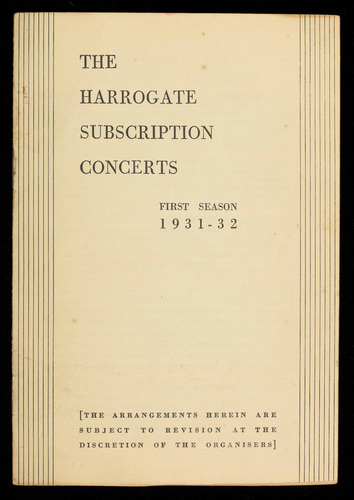 THE
HARROGATE
SUBSCRIPTION
CONCERTS
FIRST SEASON
1931-32
[THE ARRANGEMENTS HEREIN ARE
SUBJECT TO REVISION AT THE
DISCRETION OF THE ORGANISERS]